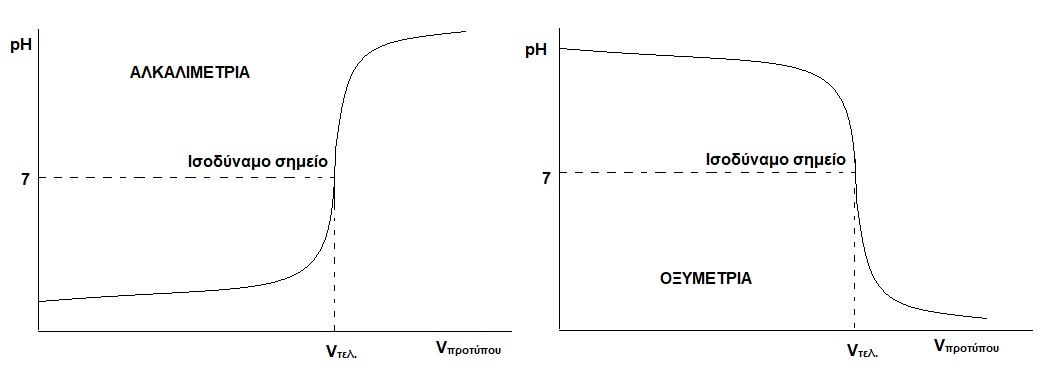 pH
ΑΛΚΑΛΙΜΕΤΡΙΑ
Ισοδύναμο σημείο
7
Vτελ.
Vπροτύπου
pH
Ισοδύναμο σημείο
7
ΟΞΥΜΕΤΡΙΑ
Vτελ.
Vπροτύπου